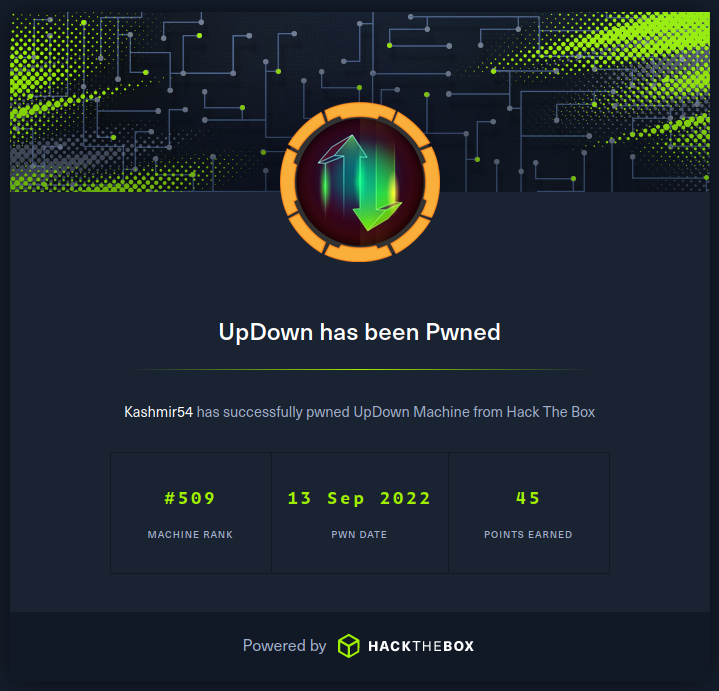 UpDown has been Pwned
Kashmir54 has successfully pwned UpDown Machine from Hack The Box
#509 13 Sep 2022 45
MACHINE RANK PWN DATE POINTS EARNED
Powered by HACKTHEBOX